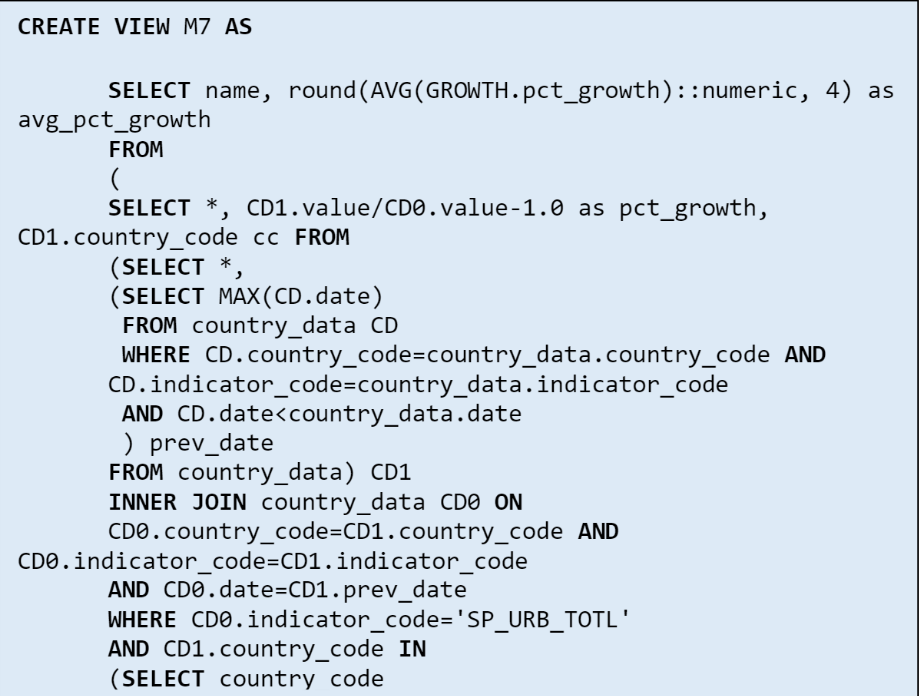 CREATE VIEW M7 AS
SELECT name, round(AVG(GROWTH.pct_growth)::numeric, 4) as
avg_pct_growth
FROM
(
SELECT *, CD1.value/CD0.value-1.0 as pct_growth,
CD1.country_code cc FROM
(SELECT *,
(SELECT MAX(CD.date)
FROM country_data CD
WHERE CD.country_code=country_data.country_code AND
CD.indicator_code=country_data.indicator_code
AND CD.date<country_data.date
) prev_date
FROM country_data) CD1
INNER JOIN country_data CD0 ON
CD0.country_code=CD1.country_code AND
CD0.indicator_code=CD1.indicator_code
AND CD0.date=CD1.prev_date
WHERE CD0.indicator_code='SP_URB_TOTL'
AND CD1.country_code IN
(SELECT country code